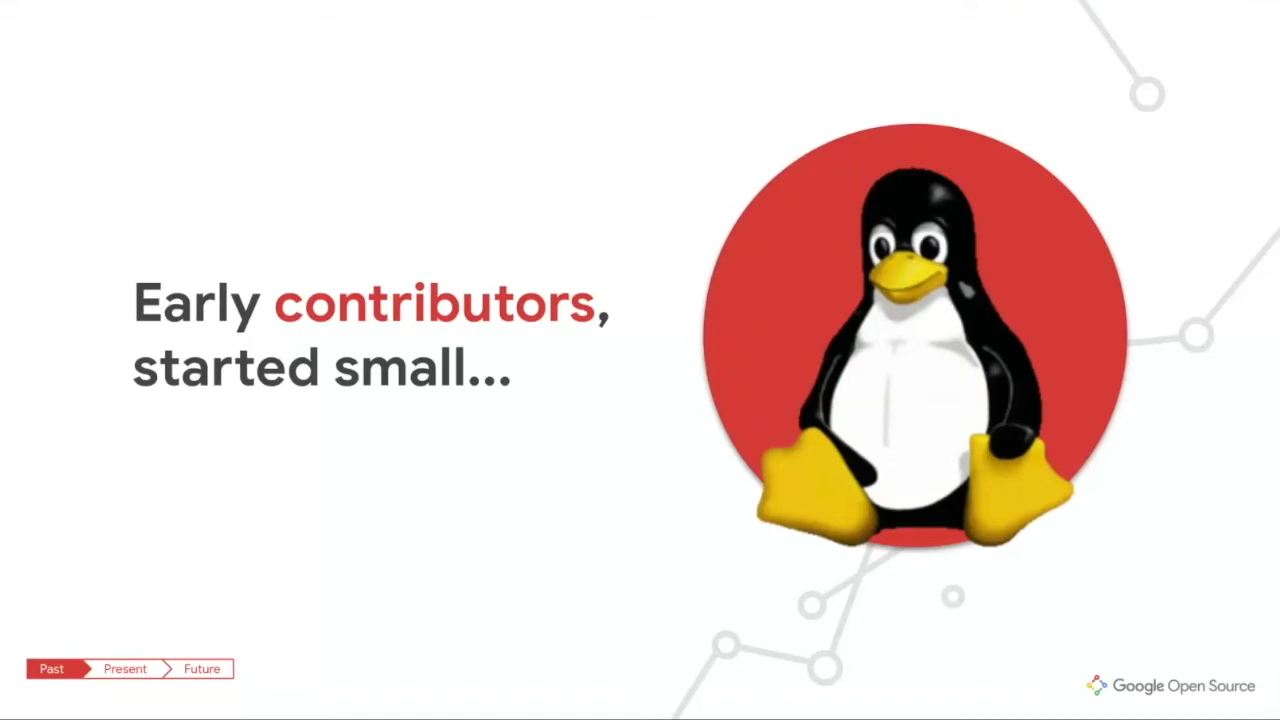 Early contributors,
started small...
Past
Present
Future
Google Open Source